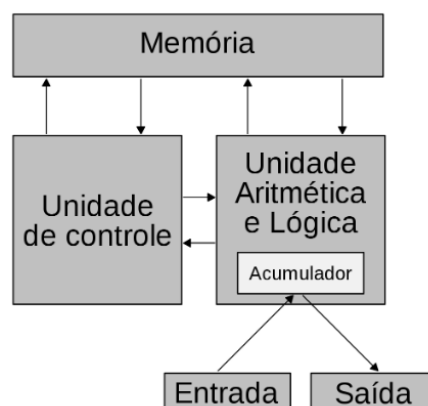 Memória
Unidade
de controle
Unidade
Aritmética
e Lógica
Acumulador
Entrada
Saída